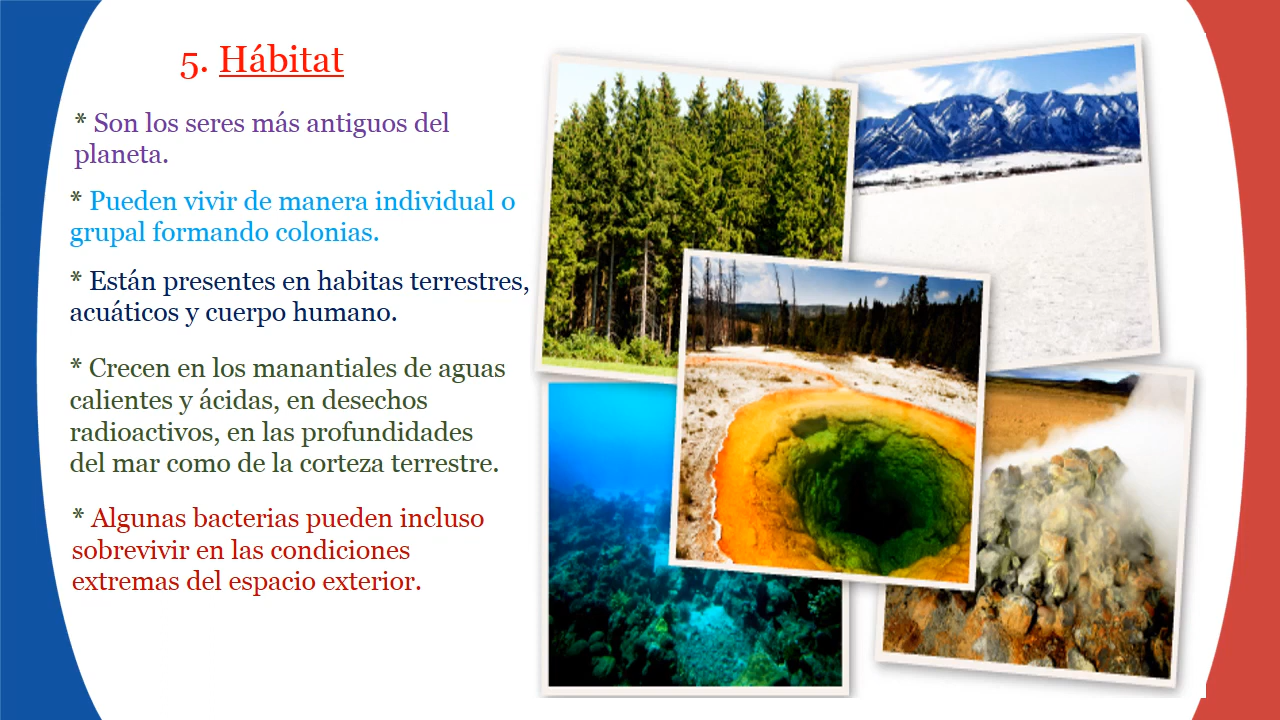 5. Hábitat
* Son los seres más antiguos del
planeta.
* Pueden vivir de manera individual o
grupal formando colonias.
* Están presentes en habitas terrestres,
acuáticos y cuerpo humano.
* Crecen en los manantiales de aguas
calientes y ácidas, en desechos
radioactivos, en las profundidades
del mar como de la corteza terrestre.
* Algunas bacterias pueden incluso
sobrevivir en las condiciones
extremas del espacio exterior.